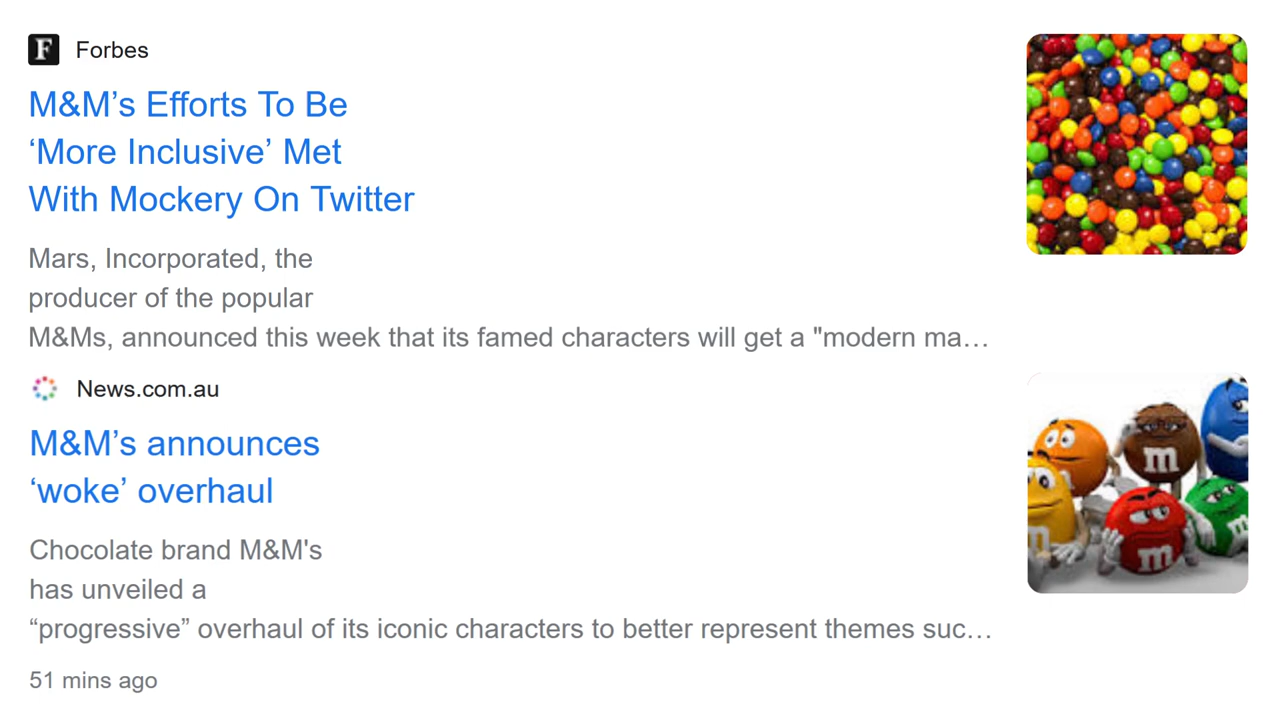 Forbes
M&M’s Efforts To Be
‘More Inclusive’ Met
With Mockery On Twitter
Mars, Incorporated, the
producer of the popular
M&Ms, announced this week that its famed characters will get a "modern ma…
News.com.au
M&M’s announces
‘woke’ overhaul
Chocolate brand M&M's
has unveiled a
“progressive” overhaul of its iconic characters to better represent themes suc…
51 mins ago
F
m
m
m
m